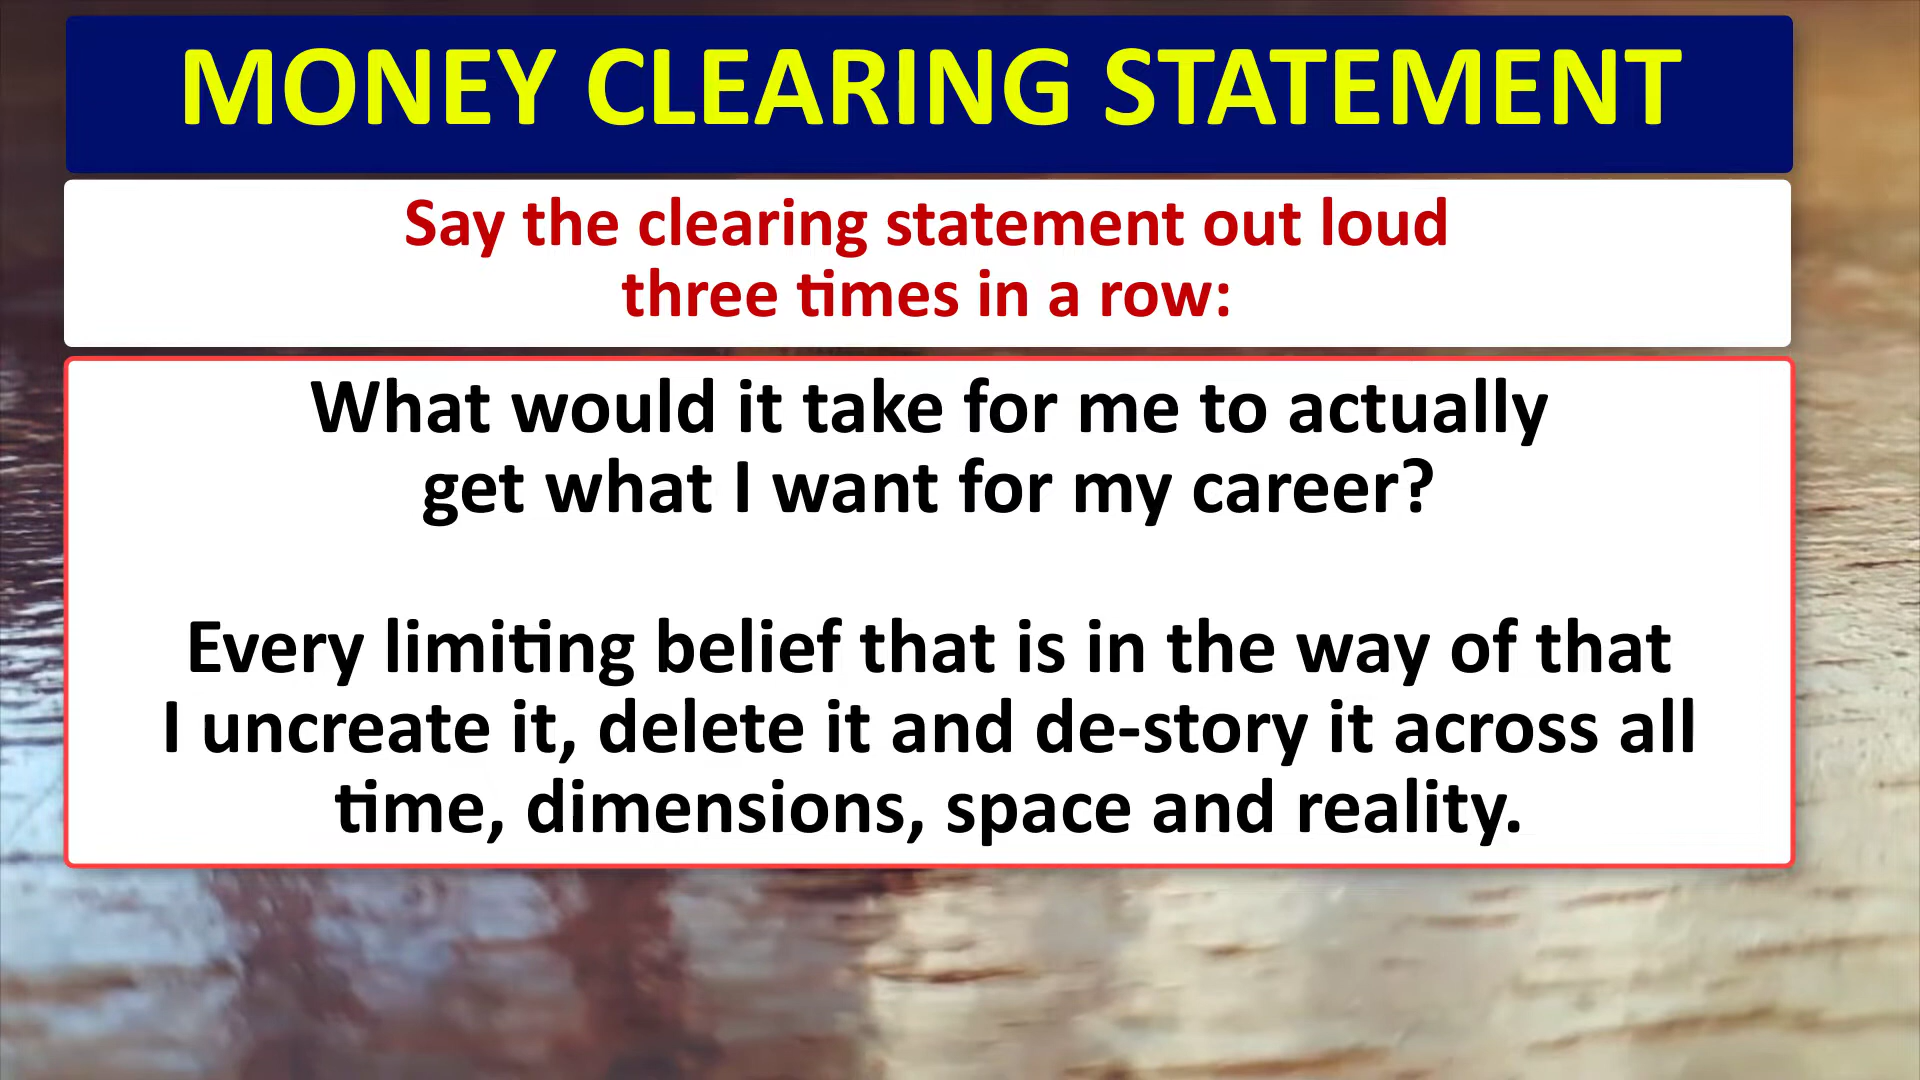 MONEY CLEARING STATEMENT
Say the clearing statement out loud
three times in a row:
What would it take for me to actually
get what I want for my career?
Every limiting belief that is in the way of that
I uncreate it, delete it and de-story it across all
time, dimensions, space and reality.